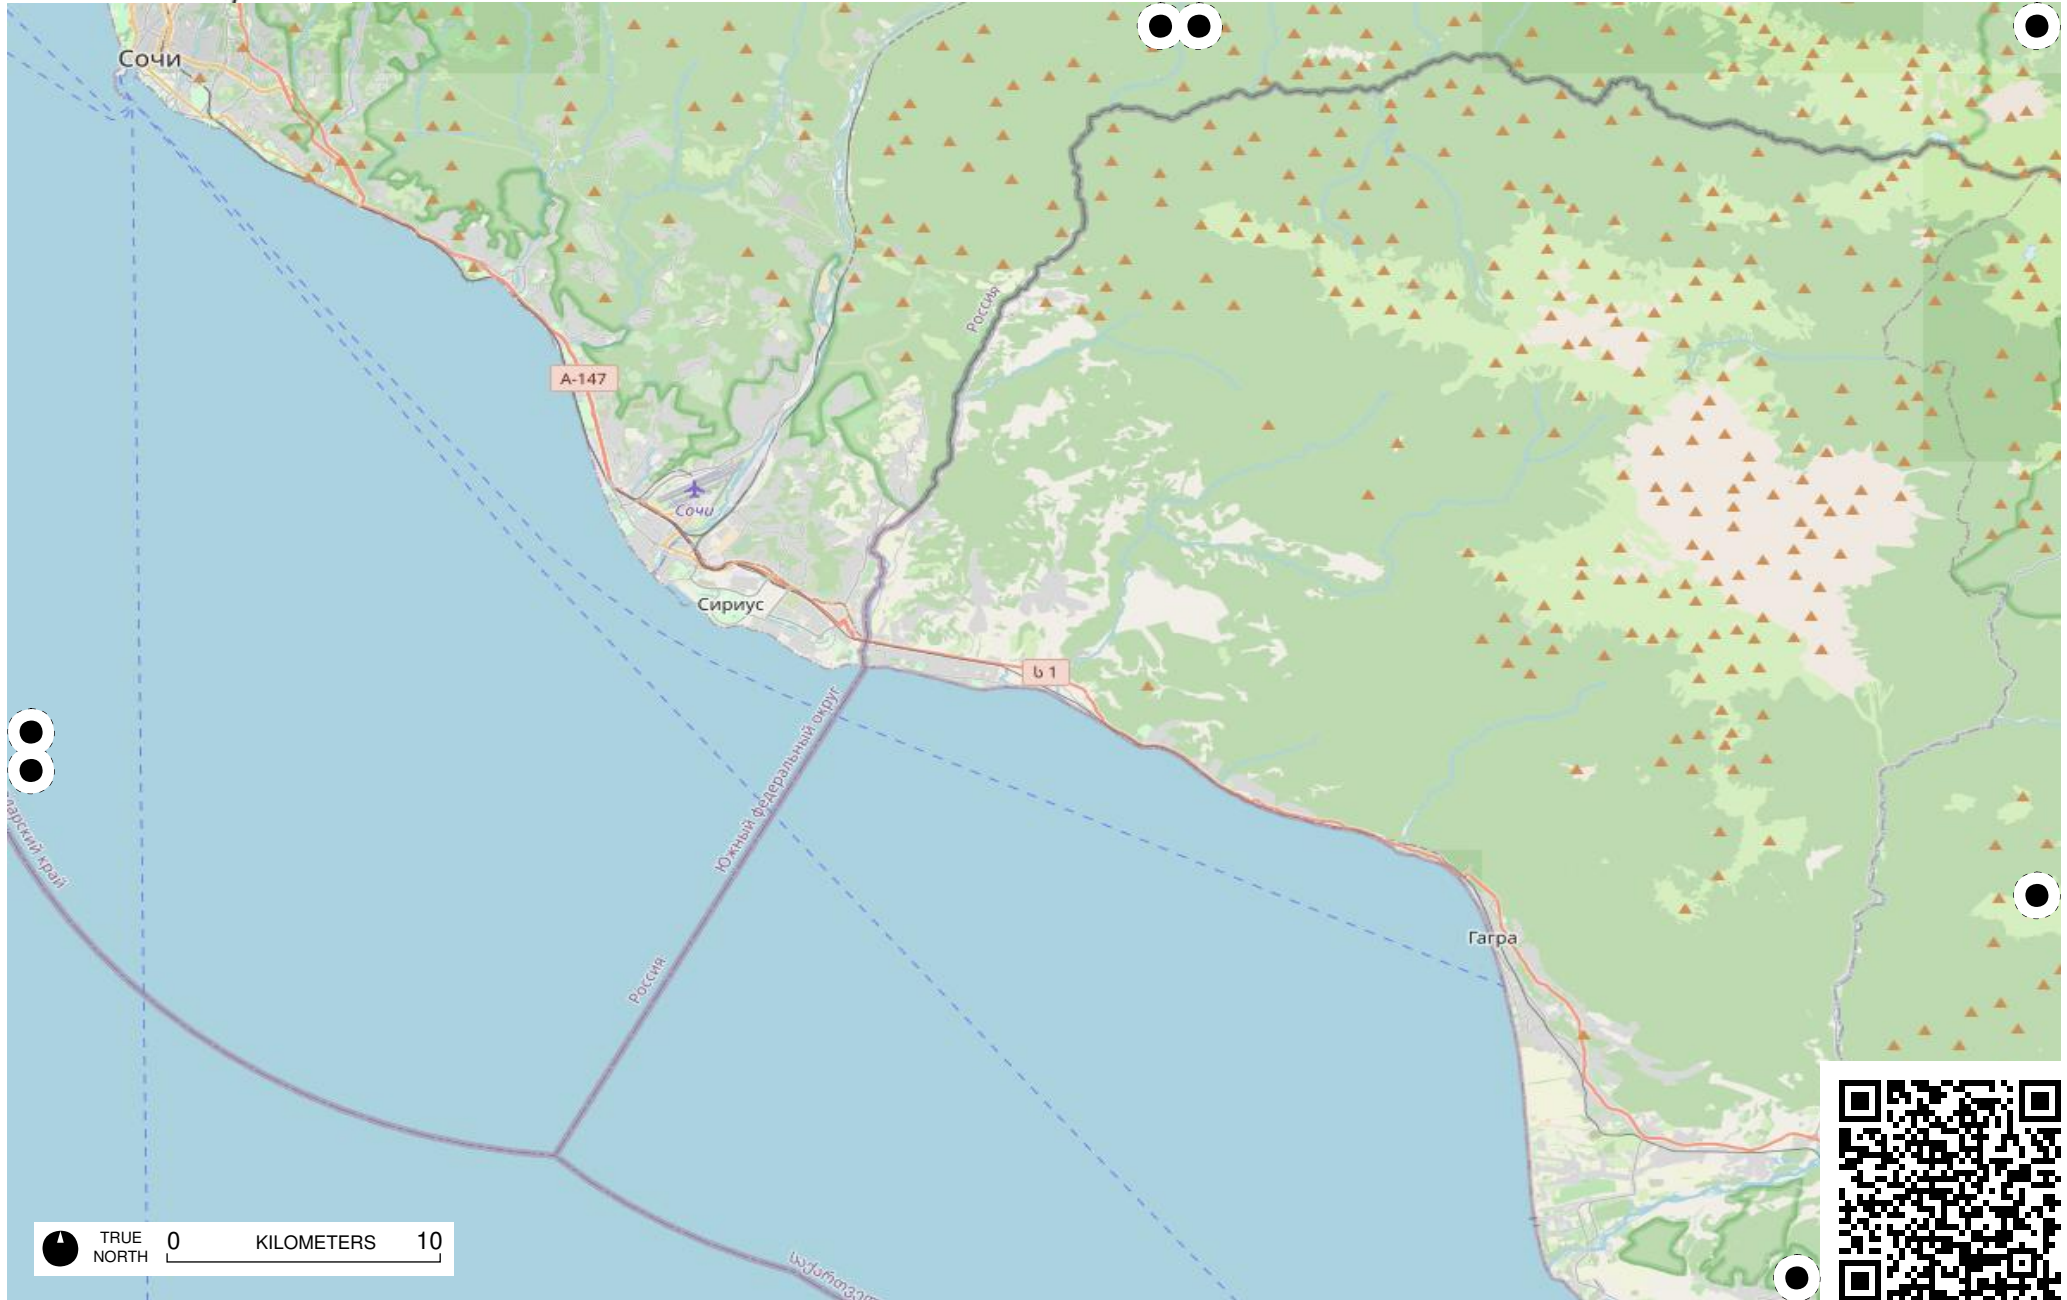 Сочи
Россия
А-147
Сочи
Сириус
ს 1
Южный федеральный округ
Гагра
Россия
TRUE NORTH
0 KILOMETERS 10